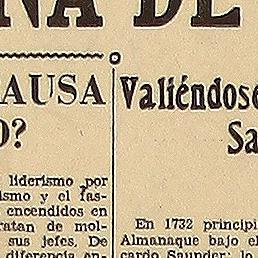 NA DE
AUSA
O?
liderismo por
ismo y el fas-
encendidos en
ratan de mol-
sus jefes. De
diferencia en-
Valiéndose
Sa
En 1732 principi
Almanaque bajo el
cardo Saunder; lo